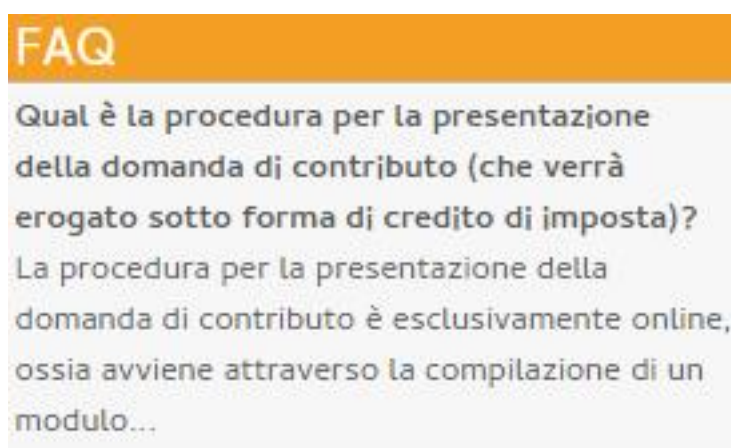 FAQ
Qual è la procedura per la presentazione
della domanda di contributo (che verrà
erogato sotto forma di credito di imposta)?
La procedura per la presentazione della
domanda di contributo è esclusivamente online,
ossia avviene attraverso la compilazione di un
modulo...